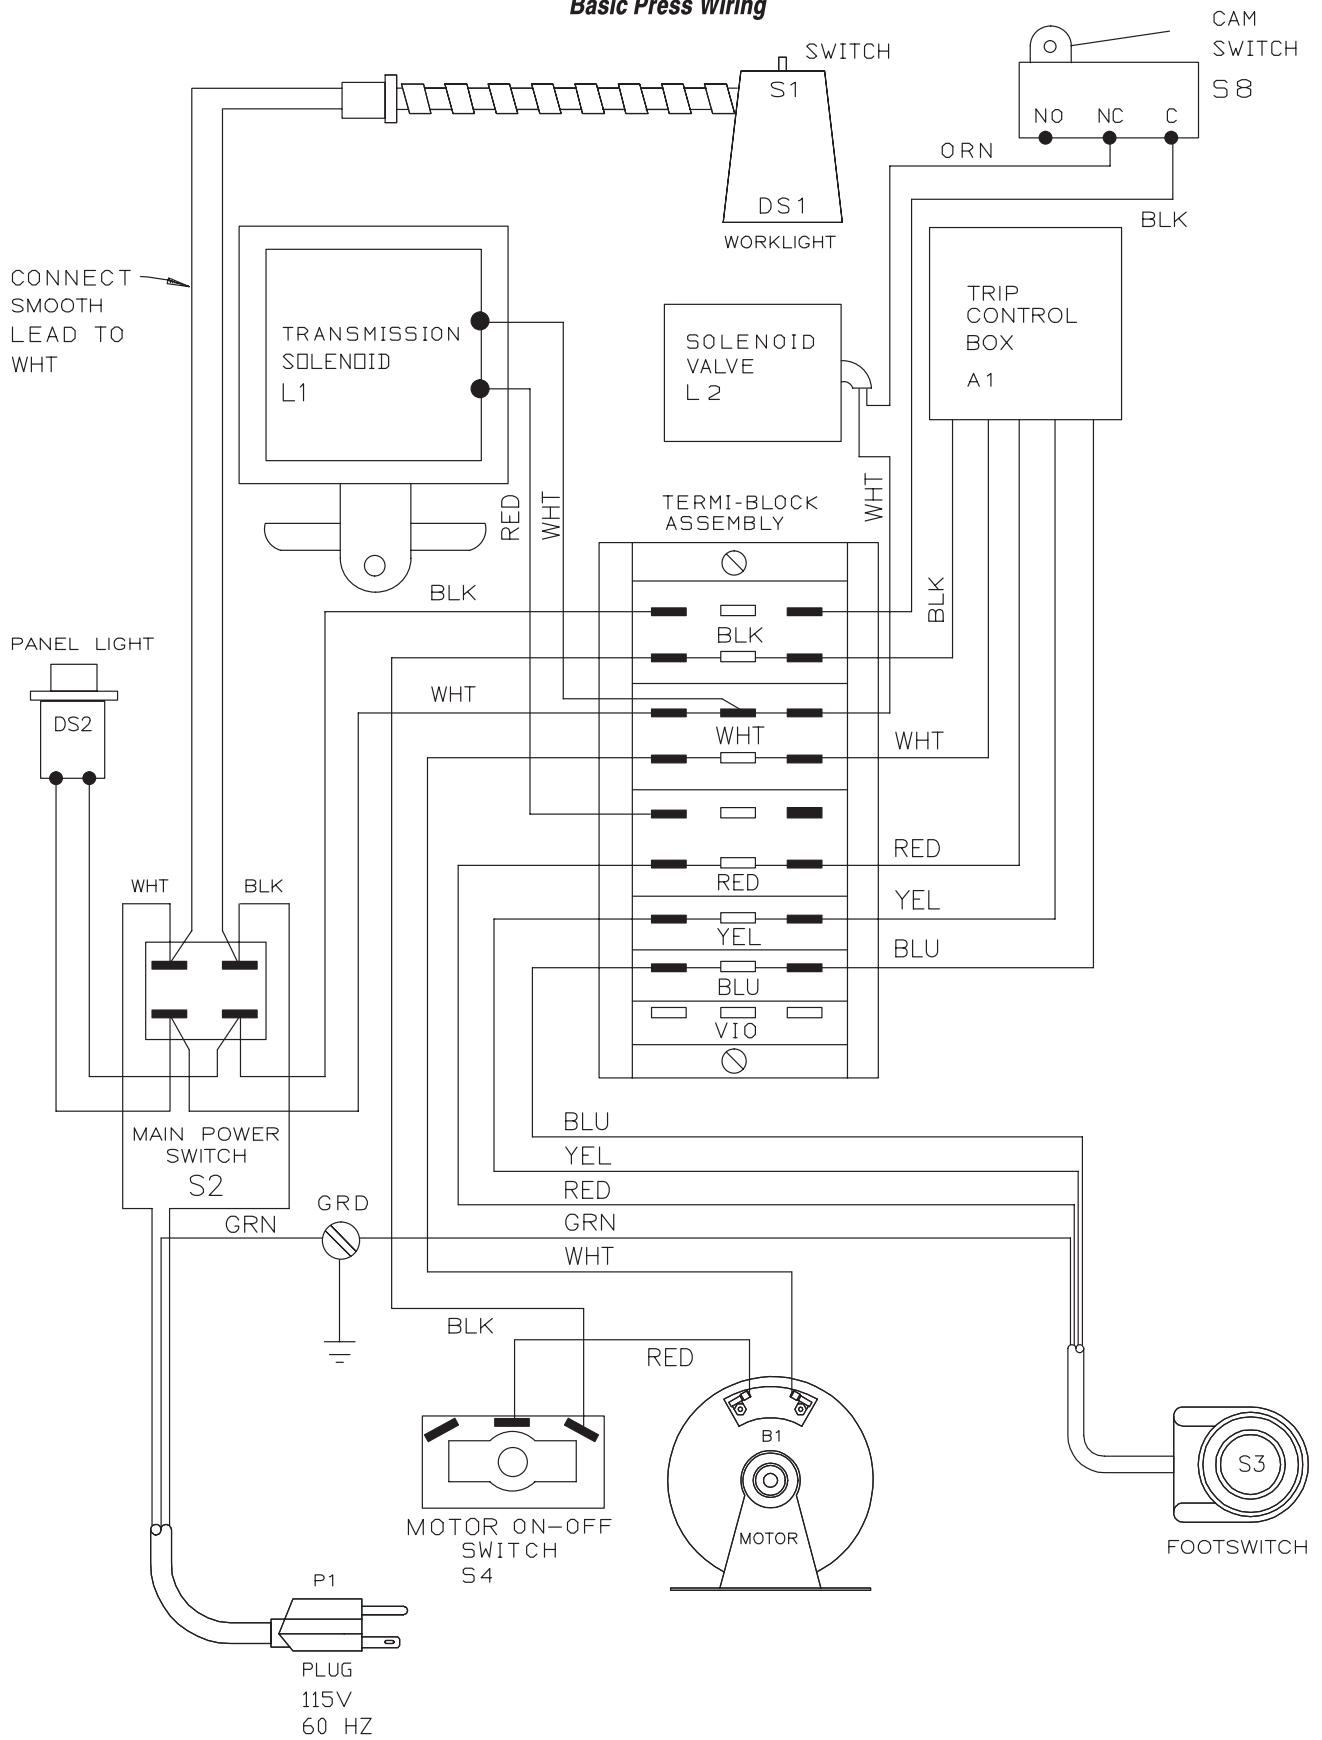 Basic Press Wiring
CAM
SWITCH
S8
SWITCH
S1
DS1
WORKLIGHT
NO NC C
ORN
BLK
CONNECT
SMOOTH
LEAD TO
WHT
TRANSMISSION
SOLENOID
L1
SOLENOID
VALVE
L2
TRIP
CONTROL
BOX
A1
RED
WHT
WHT
BLK
TERMI-BLOCK
ASSEMBLY
BLK
BLK
WHT
WHT
WHT
RED
RED
YEL
YEL
BLU
BLU
VIO
PANEL LIGHT
DS2
WHT
BLK
MAIN POWER
SWITCH
S2
BLU
YEL
RED
GRN
WHT
GRN
GRD
BLK
RED
B1
MOTOR
MOTOR ON-OFF
SWITCH
S4
S3
FOOTSWITCH
P1
PLUG
115V
60 HZ